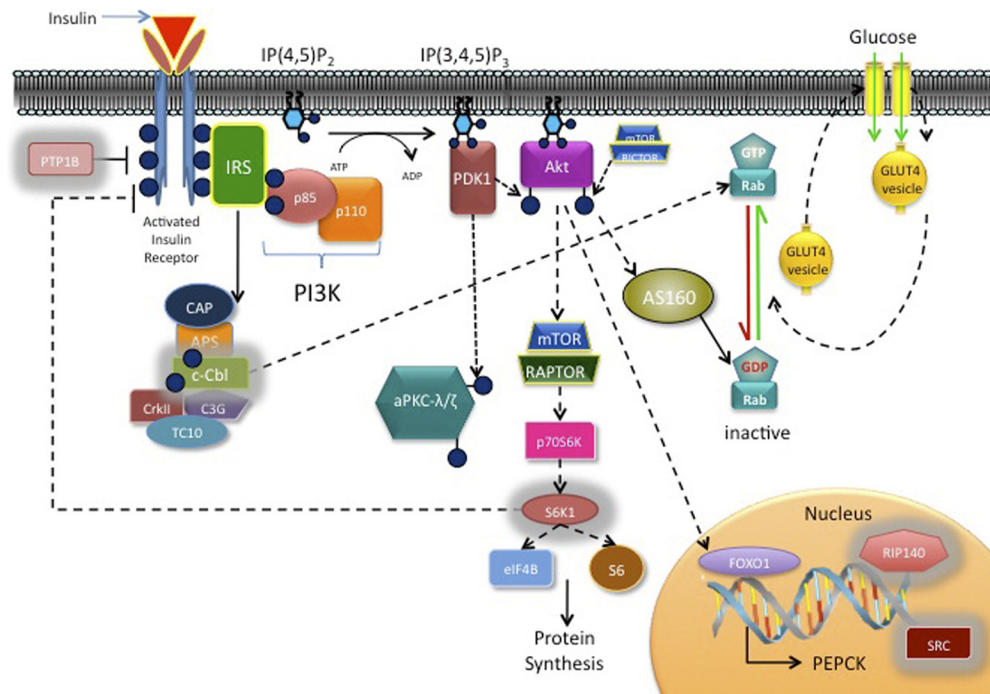 Insulin
IP(4,5)P2
IP(3,4,5)P3
Glucose
PTP1B
IRS
ATP
ADP
p85
p110
PDK1
Akt
mTOR
RICTOR
GTP
Rab
GLUT4
vesicle
GLUT4
vesicle
Activated
Insulin
Receptor
PI3K
CAP
APS
c-Cbl
CrkII
C3G
TC10
AS160
mTOR
RAPTOR
GDP
Rab
inactive
aPKC-λ/ζ
p70S6K
S6K1
eIF4B
S6
Protein
Synthesis
Nucleus
FOXO1
RIP140
SRC
PEPCK